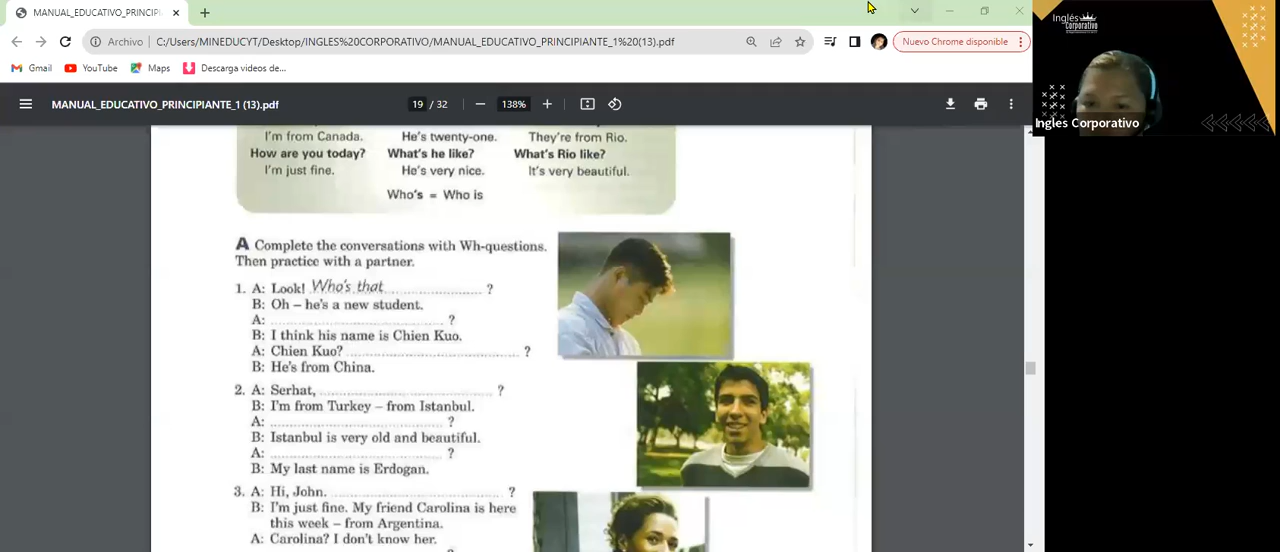 MANUAL_EDUCATIVO_PRINCIPI
Archivo C:/Users/MINEDUCYT/Desktop/INGLES%20CORPORATIVO/MANUAL_EDUCATIVO_PRINCIPIANTE_1%20(13).pdf Nuevo Chrome disponible
Gmail YouTube Maps Descarga videos de...
MANUAL_EDUCATIVO_PRINCIPIANTE_1 (13).pdf 19 / 32 138%
Inglés
Corporativo
Ingles Corporativo
I'm from Canada. He's twenty-one. They're from Rio.
How are you today? What's he like? What's Rio like?
I'm just fine. He's very nice. It's very beautiful.
Who's = Who is
A Complete the conversations with Wh-questions.
Then practice with a partner.
1. A: Look! Who's that ?
B: Oh – he's a new student.
A: ?
B: I think his name is Chien Kuo.
A: Chien Kuo? ?
B: He's from China.
2. A: Serhat, ?
B: I'm from Turkey – from Istanbul.
A: ?
B: Istanbul is very old and beautiful.
A: ?
B: My last name is Erdogan.
3. A: Hi, John. ?
B: I'm just fine. My friend Carolina is here
this week – from Argentina.
A: Carolina? I don't know her.